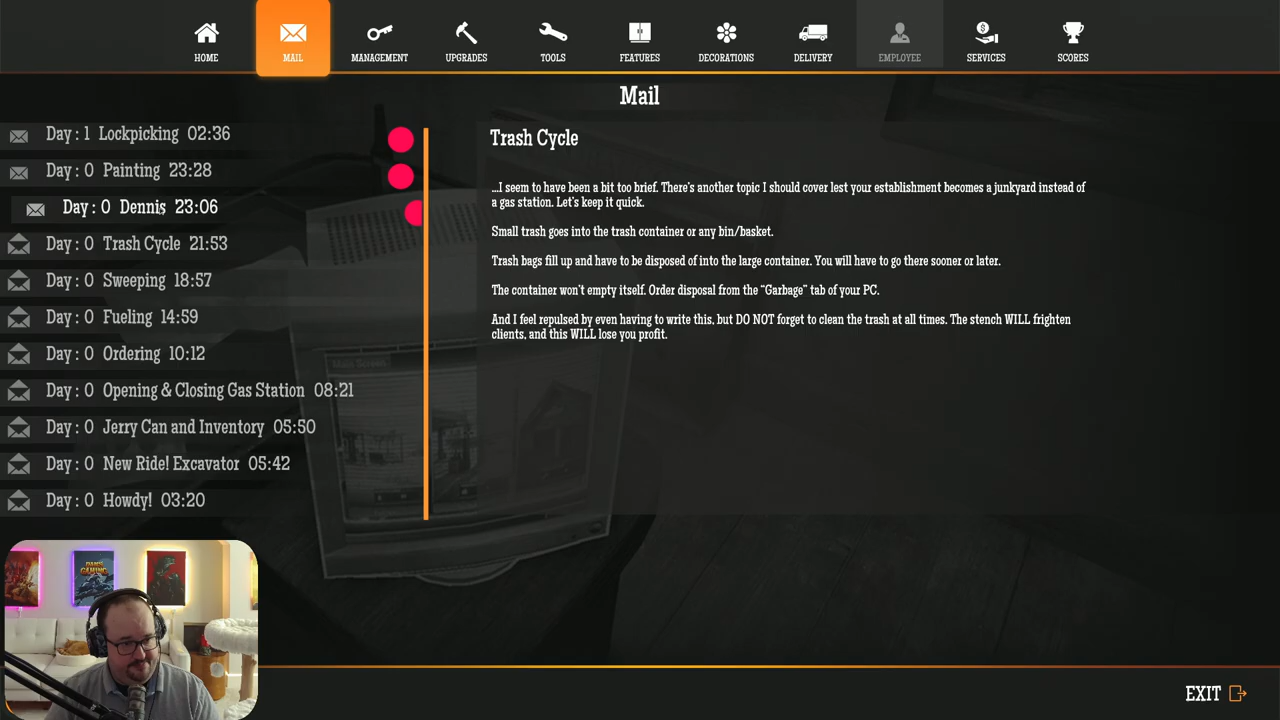 HOME
MAIL
MANAGEMENT
UPGRADES
TOOLS
FEATURES
DECORATIONS
DELIVERY
EMPLOYEE
SERVICES
SCORES
Mail
Day : 1 Lockpicking 02:36
Day : 0 Painting 23:28
Day : 0 Dennis 23:06
Day : 0 Trash Cycle 21:53
Day : 0 Sweeping 18:57
Day : 0 Fueling 14:59
Day : 0 Ordering 10:12
Day : 0 Opening & Closing Gas Station 08:21
Day : 0 Jerry Can and Inventory 05:50
Day : 0 New Ride! Excavator 05:42
Day : 0 Howdy! 03:20
Trash Cycle
...I seem to have been a bit too brief. There's another topic I should cover lest your establishment becomes a junkyard instead of
a gas station. Let's keep it quick.
Small trash goes into the trash container or any bin/basket.
Trash bags fill up and have to be disposed of into the large container. You will have to go there sooner or later.
The container won't empty itself. Order disposal from the “Garbage” tab of your PC.
And I feel repulsed by even having to write this, but DO NOT forget to clean the trash at all times. The stench WILL frighten
clients, and this WILL lose you profit.
Main Screen
GAMING
EXIT